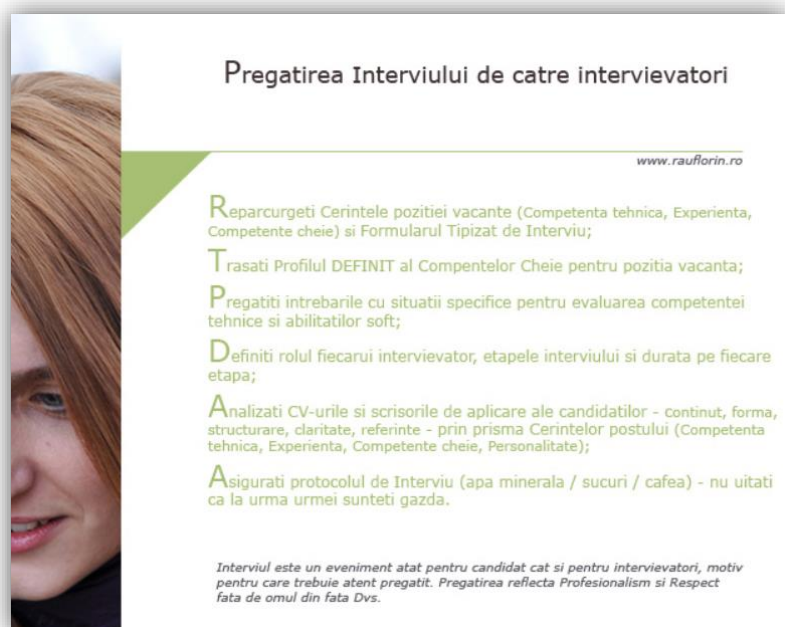 Pregatirea Interviului de catre intervievatori
www.rauflorin.ro
Reparcurgeti Cerintele pozitiei vacante (Competenta tehnica, Experienta,
Competente cheie) si Formularul Tipizat de Interviu;
Trasati Profilul DEFINIT al Compentelor Cheie pentru pozitia vacanta;
Pregatiti intrebarile cu situatii specifice pentru evaluarea competentei
tehnice si abilitatilor soft;
Definiti rolul fiecarui intervievator, etapele interviului si durata pe fiecare
etapa;
Analizati CV-urile si scrisorile de aplicare ale candidatilor - continut, forma,
structurare, claritate, referinte - prin prisma Cerintelor postului (Competenta
tehnica, Experienta, Competente cheie, Personalitate);
Asigurati protocolul de Interviu (apa minerala / sucuri / cafea) - nu uitati
ca la urma urmei sunteti gazda.
Interviul este un eveniment atat pentru candidat cat si pentru intervievatori, motiv
pentru care trebuie atent pregatit. Pregatirea reflecta Profesionalism si Respect
fata de omul din fata Dvs.